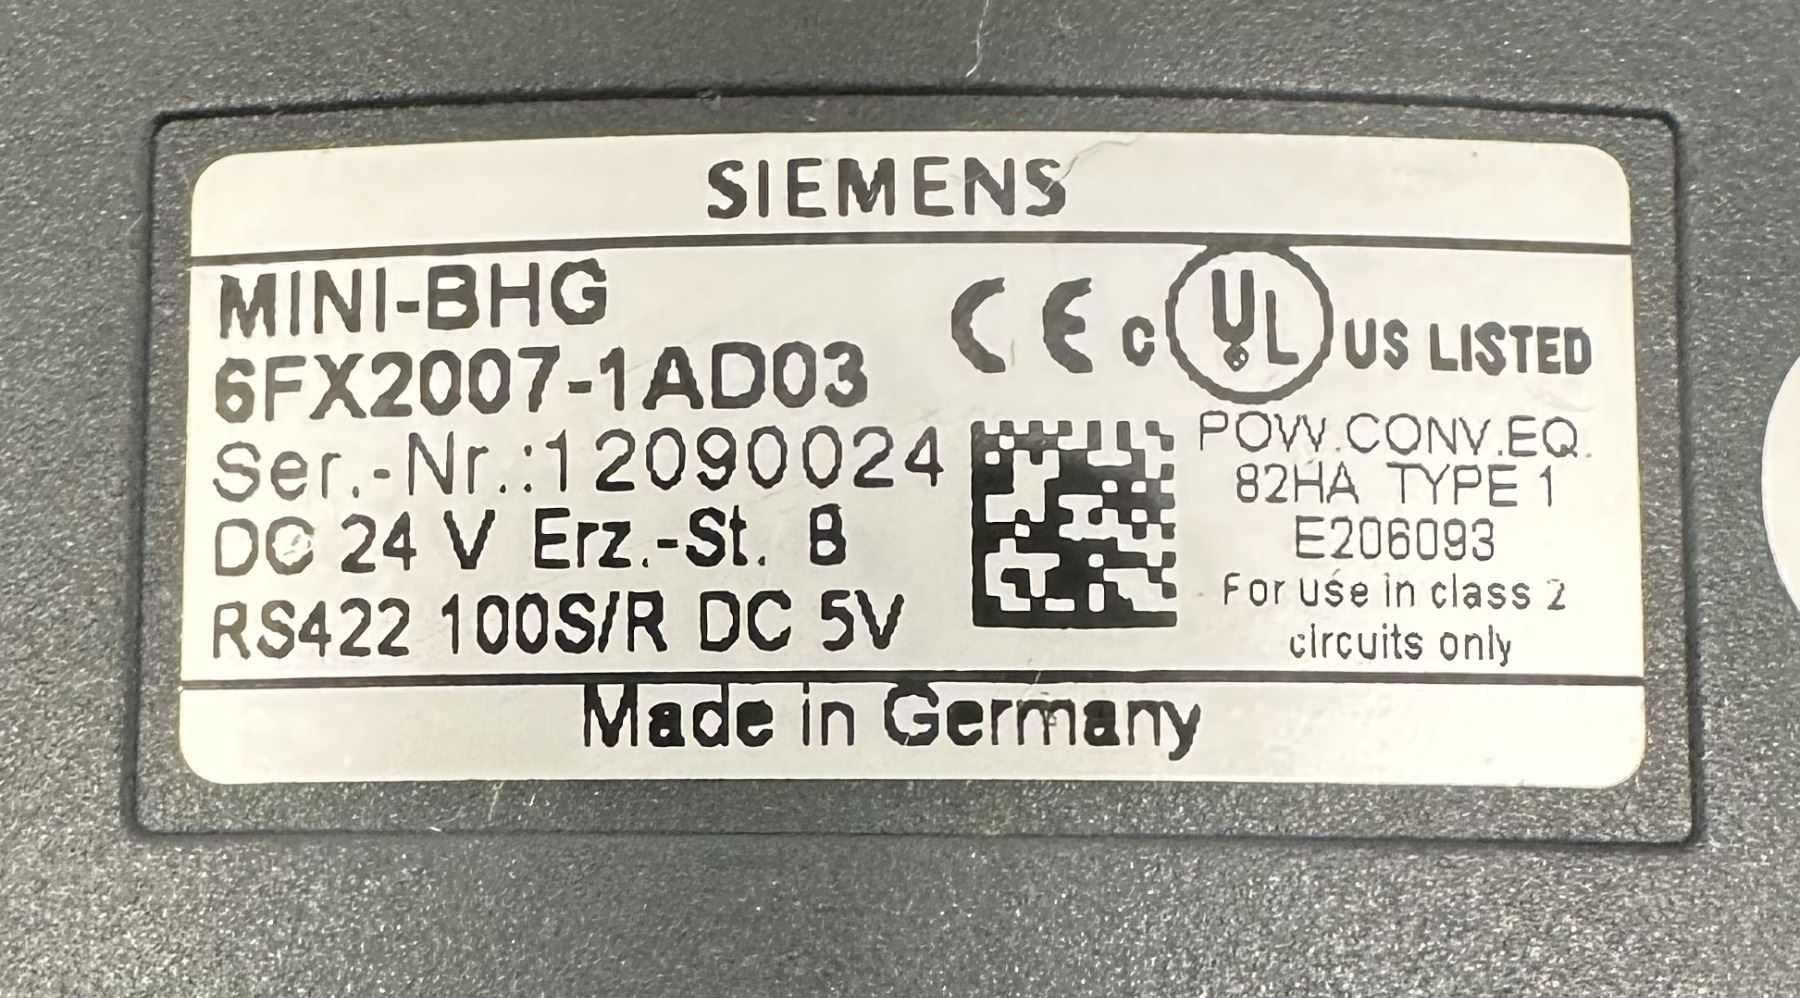 SIEMENS
MINI-BHG
6FX2007-1AD03
Ser.-Nr.:12090024
DC 24 V Erz.-St. B
RS422 100S/R DC 5V
CE c UL US LISTED
POW.CONV.EQ.
82HA TYPE 1
E206093
For use in class 2
circuits only
Made in Germany